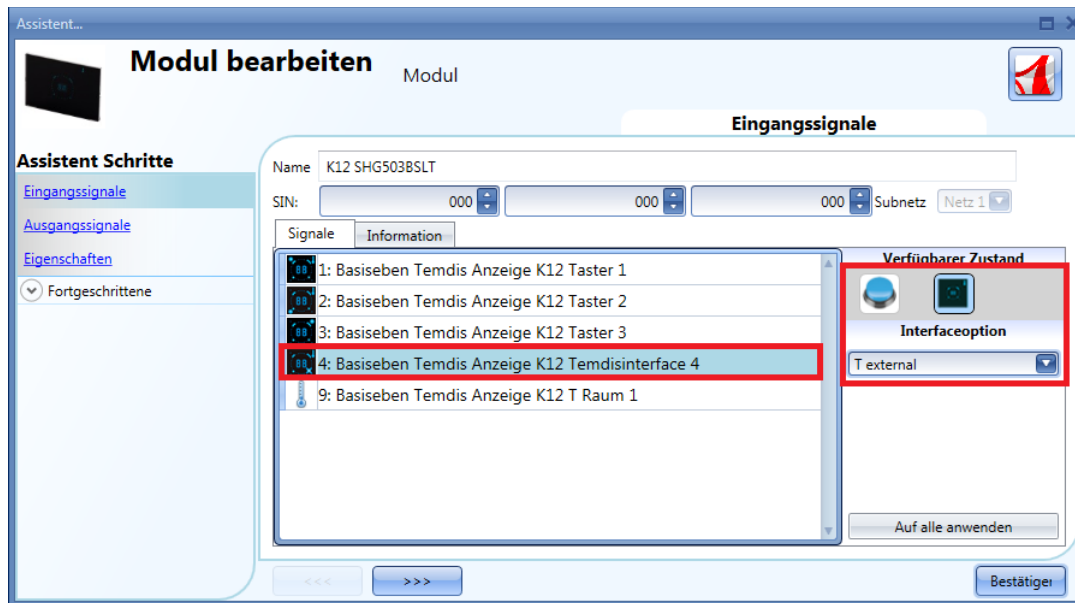 Assistent...
Modul bearbeiten Modul
Eingangssignale
Assistent Schritte
Eingangssignale
Ausgangssignale
Eigenschaften
Fortgeschrittene
Name K12 SHG503BSLT
SIN: 000 000 000 Subnetz Netz 1
Signale Information
1: Basiseben Temdis Anzeige K12 Taster 1
2: Basiseben Temdis Anzeige K12 Taster 2
3: Basiseben Temdis Anzeige K12 Taster 3
4: Basiseben Temdis Anzeige K12 Temdisinterface 4
9: Basiseben Temdis Anzeige K12 T Raum 1
Verfügbarer Zustand
Interfaceoption
T external
Auf alle anwenden
<<< >>> Bestätiger